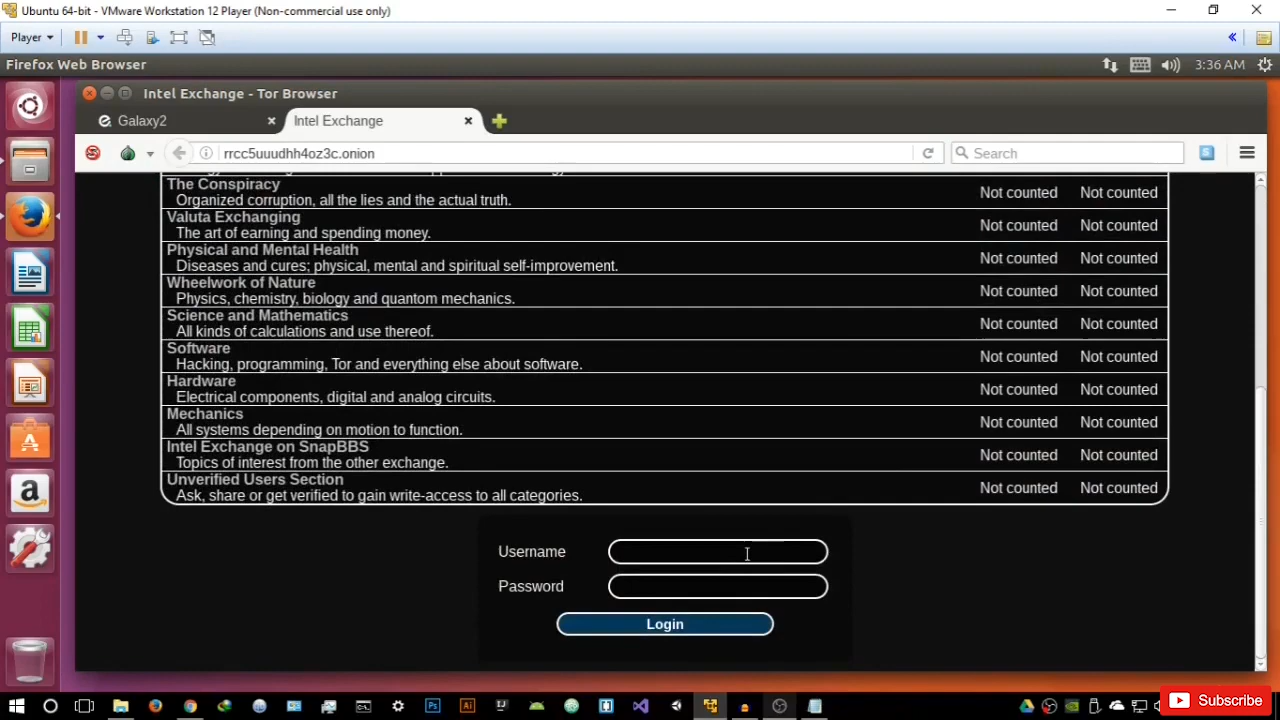 Ubuntu 64-bit - VMware Workstation 12 Player (Non-commercial use only)
Player
Firefox Web Browser
3:36 AM
Intel Exchange - Tor Browser
Galaxy2
Intel Exchange
rrcc5uuudhh4oz3c.onion
Search
The Conspiracy
Organized corruption, all the lies and the actual truth.
Not counted Not counted
Valuta Exchanging
The art of earning and spending money.
Not counted Not counted
Physical and Mental Health
Diseases and cures; physical, mental and spiritual self-improvement.
Not counted Not counted
Wheelwork of Nature
Physics, chemistry, biology and quantom mechanics.
Not counted Not counted
Science and Mathematics
All kinds of calculations and use thereof.
Not counted Not counted
Software
Hacking, programming, Tor and everything else about software.
Not counted Not counted
Hardware
Electrical components, digital and analog circuits.
Not counted Not counted
Mechanics
All systems depending on motion to function.
Not counted Not counted
Intel Exchange on SnapBBS
Topics of interest from the other exchange.
Not counted Not counted
Unverified Users Section
Ask, share or get verified to gain write-access to all categories.
Not counted Not counted
Username
Password
Login
Subscribe